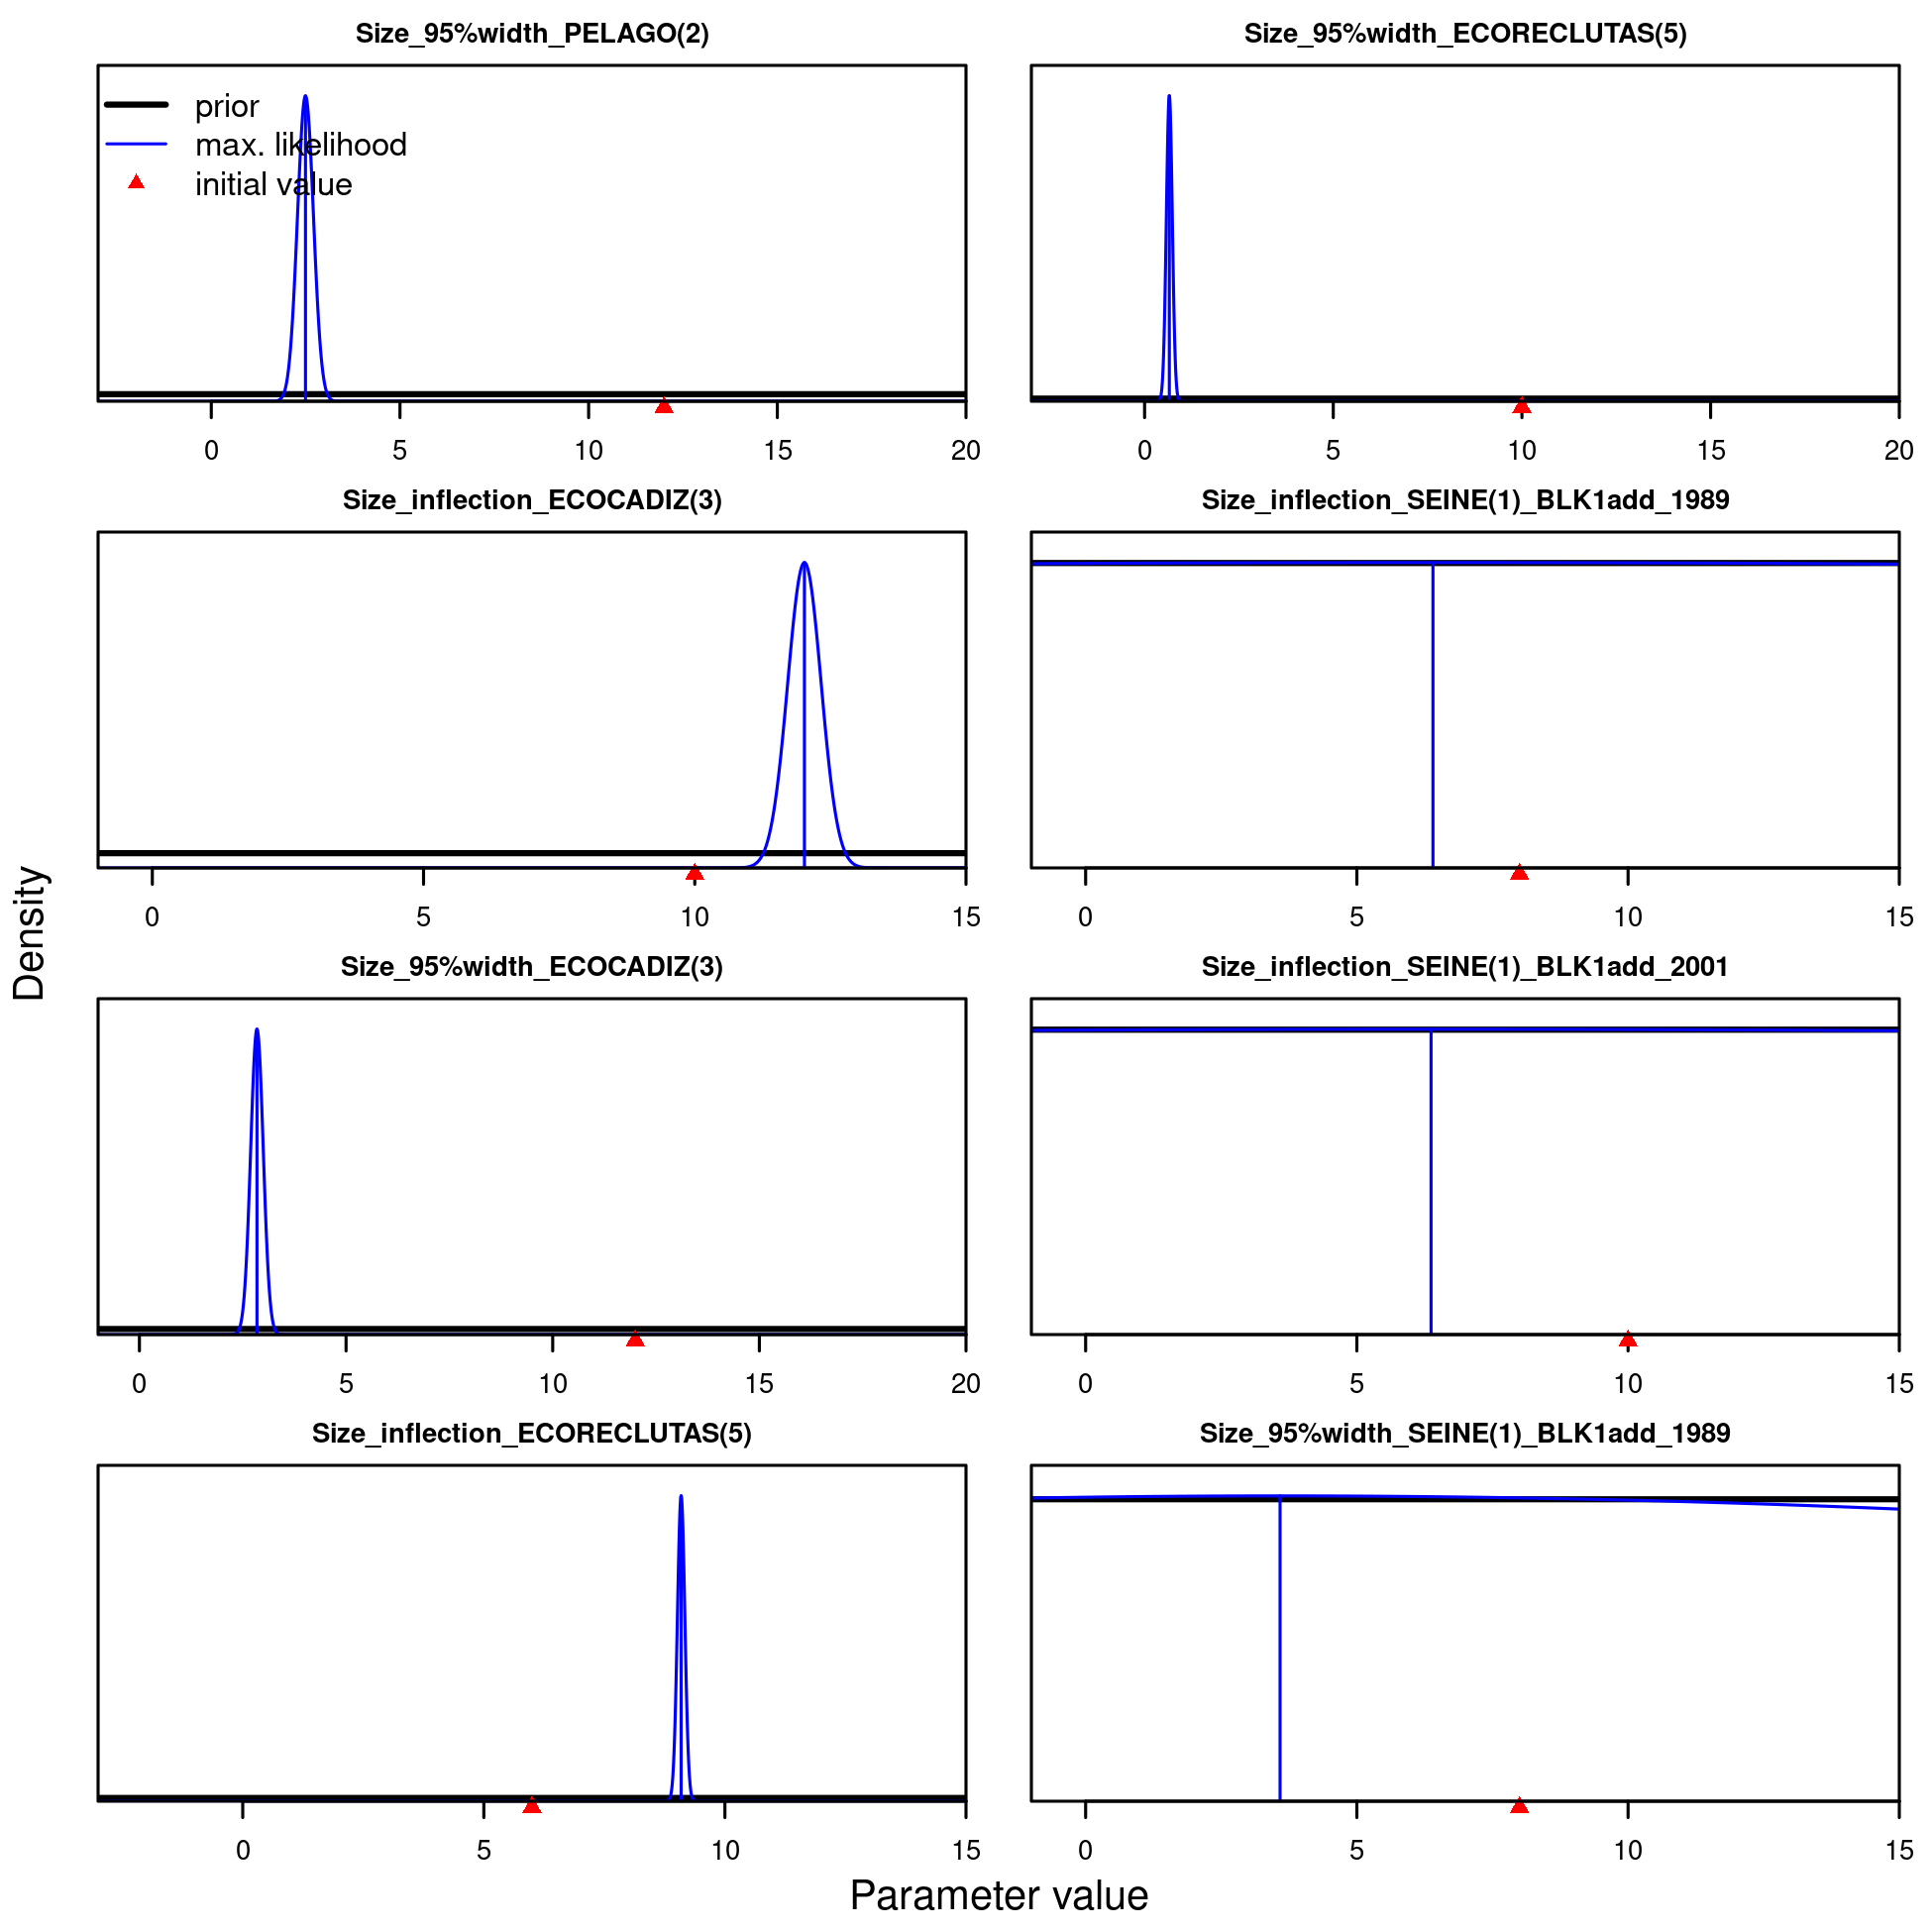 Size_95%width_PELAGO(2)
prior
max. likelihood
initial value
0 5 10 15 20
Size_95%width_ECORECLUTAS(5)
0 5 10 15 20
Size_inflection_ECOCADIZ(3)
0 5 10 15
Size_inflection_SEINE(1)_BLK1add_1989
0 5 10 15
Size_95%width_ECOCADIZ(3)
0 5 10 15 20
Size_inflection_SEINE(1)_BLK1add_2001
0 5 10 15
Size_inflection_ECORECLUTAS(5)
0 5 10 15
Size_95%width_SEINE(1)_BLK1add_1989
0 5 10 15
Density
Parameter value